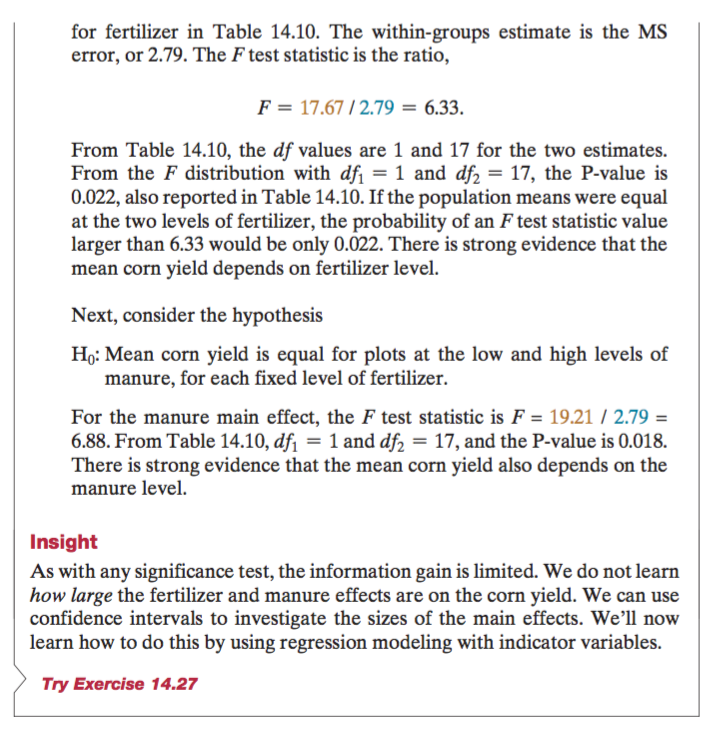 for fertilizer in Table 14.10. The within-groups estimate is the MS
error, or 2.79. The F test statistic is the ratio,
F = 17.67 / 2.79 = 6.33.
From Table 14.10, the df values are 1 and 17 for the two estimates.
From the F distribution with df₁ = 1 and df₂ = 17, the P-value is
0.022, also reported in Table 14.10. If the population means were equal
at the two levels of fertilizer, the probability of an F test statistic value
larger than 6.33 would be only 0.022. There is strong evidence that the
mean corn yield depends on fertilizer level.
Next, consider the hypothesis
H₀: Mean corn yield is equal for plots at the low and high levels of
manure, for each fixed level of fertilizer.
For the manure main effect, the F test statistic is F = 19.21 / 2.79 =
6.88. From Table 14.10, df₁ = 1 and df₂ = 17, and the P-value is 0.018.
There is strong evidence that the mean corn yield also depends on the
manure level.
Insight
As with any significance test, the information gain is limited. We do not learn
how large the fertilizer and manure effects are on the corn yield. We can use
confidence intervals to investigate the sizes of the main effects. We’ll now
learn how to do this by using regression modeling with indicator variables.
Try Exercise 14.27